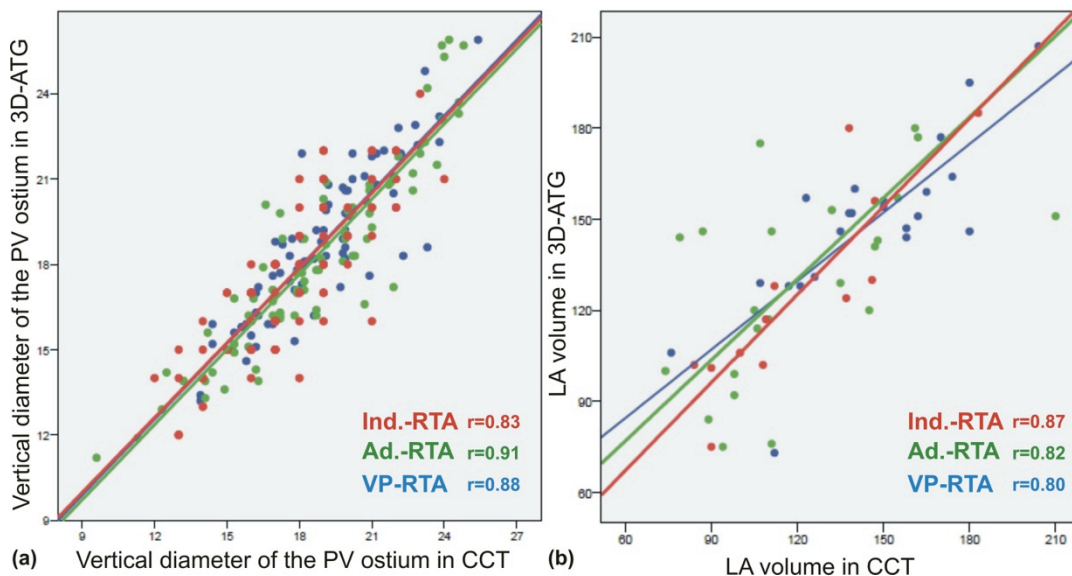 Vertical diameter of the PV ostium in 3D-ATG
24
21
18
15
12
9
9
12
15
18
21
24
27
Ind.-RTA r=0.83
Ad.-RTA r=0.91
VP-RTA r=0.88
(a)
Vertical diameter of the PV ostium in CCT
LA volume in 3D-ATG
210
180
150
120
90
60
60
90
120
150
180
210
Ind.-RTA r=0.87
Ad.-RTA r=0.82
VP-RTA r=0.80
(b)
LA volume in CCT